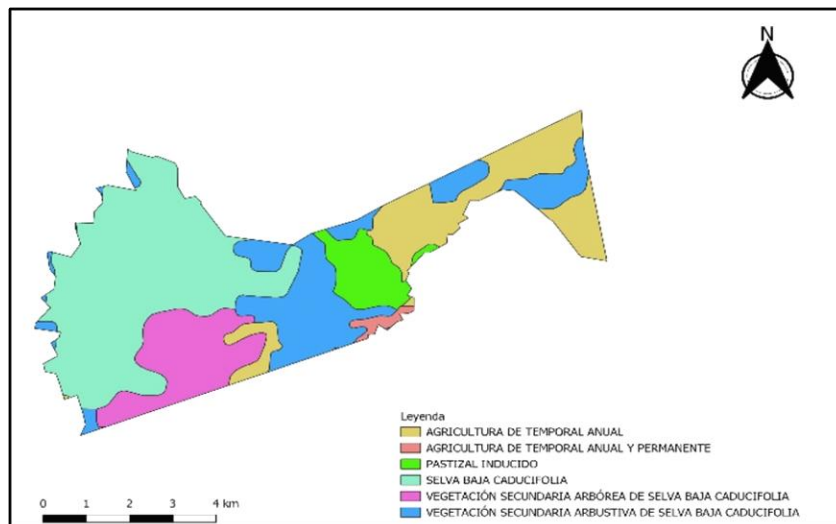 N
Leyenda
AGRICULTURA DE TEMPORAL ANUAL
AGRICULTURA DE TEMPORAL ANUAL Y PERMANENTE
PASTIZAL INDUCIDO
SELVA BAJA CADUCIFOLIA
VEGETACIÓN SECUNDARIA ARBÓREA DE SELVA BAJA CADUCIFOLIA
VEGETACIÓN SECUNDARIA ARBUSTIVA DE SELVA BAJA CADUCIFOLIA
0 1 2 3 4 km